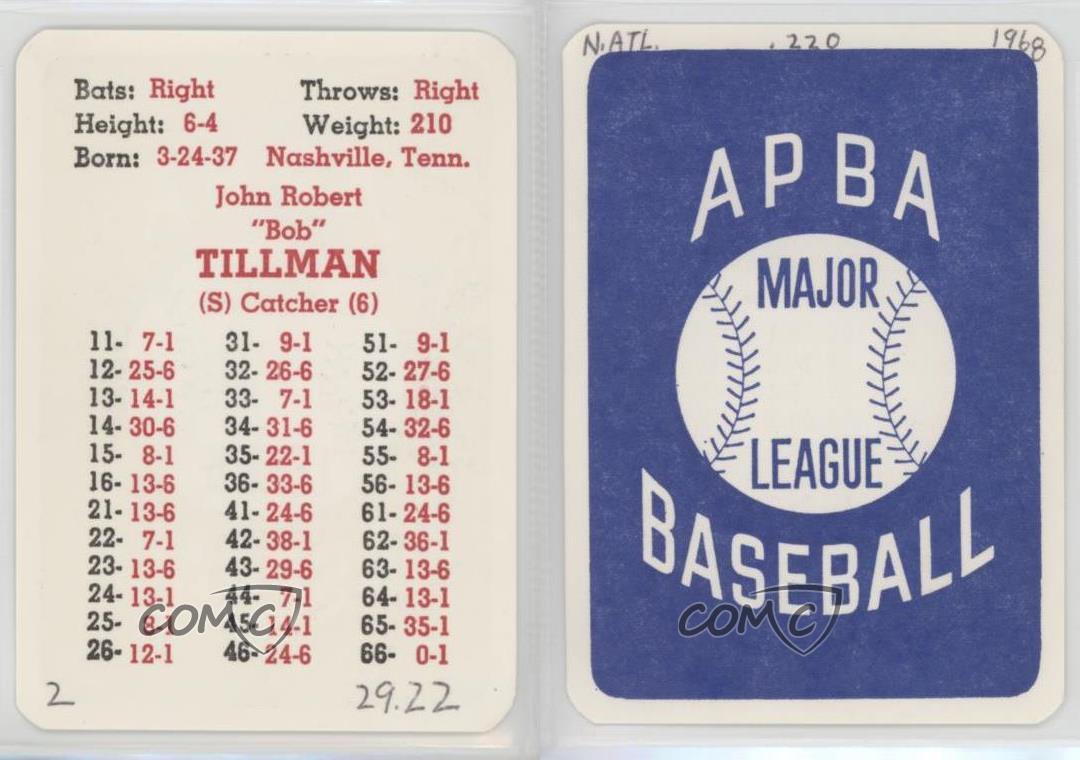 Bats: Right Throws: Right
Height: 6-4 Weight: 210
Born: 3-24-37 Nashville, Tenn.
John Robert
"Bob"
TILLMAN
(S) Catcher (6)
11- 7-1 31- 9-1 51- 9-1
12- 25-6 32- 26-6 52- 27-6
13- 14-1 33- 7-1 53- 18-1
14- 30-6 34- 31-6 54- 32-6
15- 8-1 35- 22-1 55- 8-1
16- 13-6 36- 33-6 56- 13-6
21- 13-6 41- 24-6 61- 24-6
22- 7-1 42- 38-1 62- 36-1
23- 13-6 43- 29-6 63- 13-6
24- 13-1 44- 7-1 64- 13-1
25- 8-1 45- 14-1 65- 35-1
26- 12-1 46- 24-6 66- 0-1
COMC
2 29.22
N.ATL. .220 1968
APBA
MAJOR
LEAGUE
BASEBALL
COMC